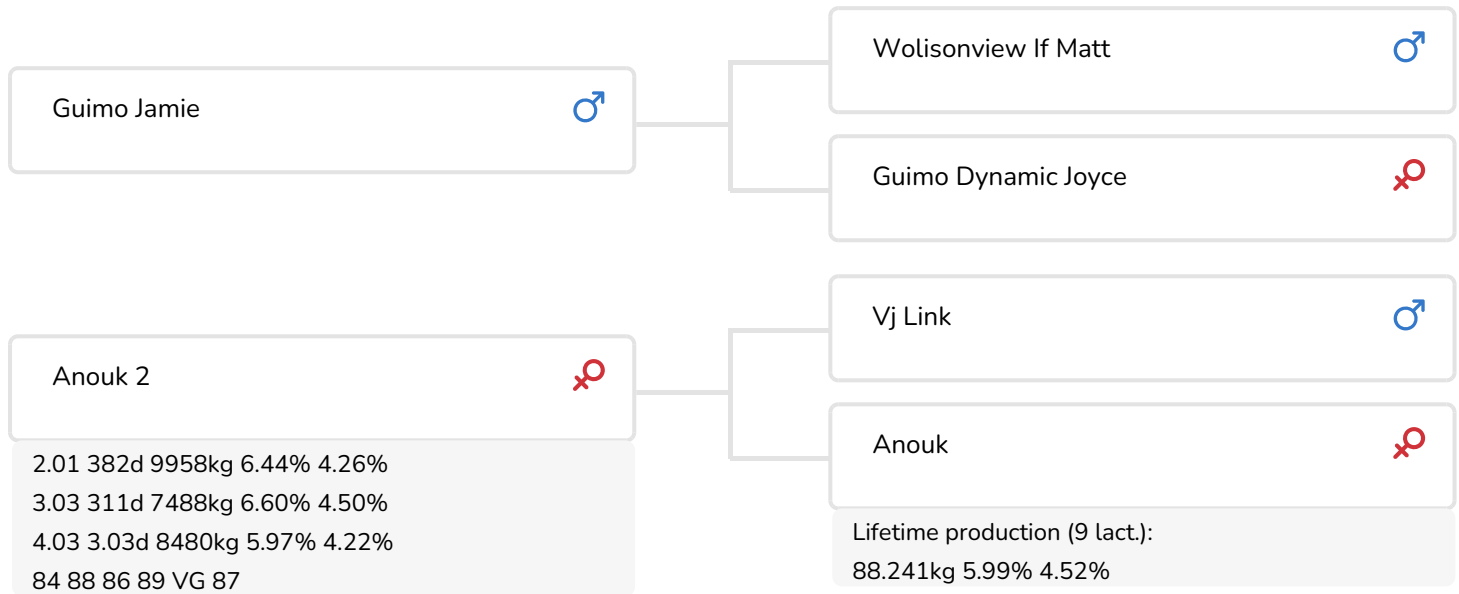 Guimo Jamie
Wolisonview If Matt
Guimo Dynamic Joyce
Anouk 2
2.01 382d 9958kg 6.44% 4.26%
3.03 311d 7488kg 6.60% 4.50%
4.03 3.03d 8480kg 5.97% 4.22%
84 88 86 89 VG 87
Vj Link
Anouk
Lifetime production (9 lact.):
88.241kg 5.99% 4.52%